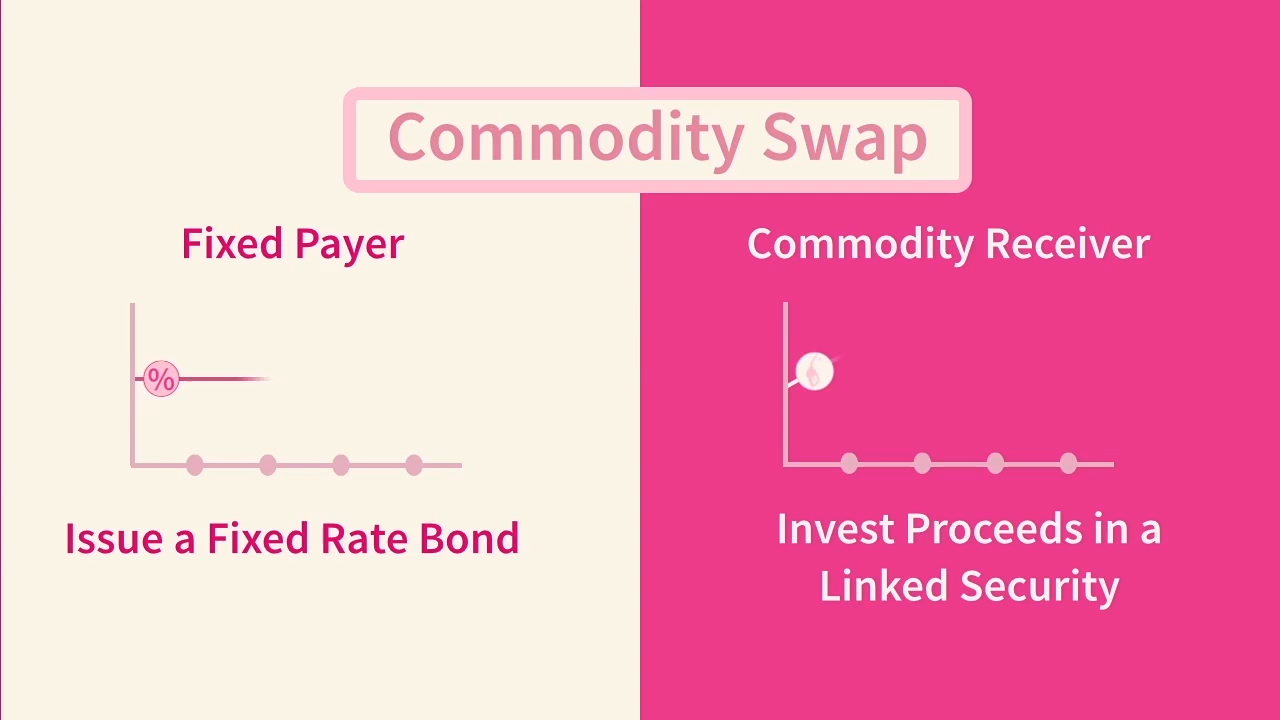 Commodity Swap
Fixed Payer
Commodity Receiver
%
Issue a Fixed Rate Bond
Invest Proceeds in a
Linked Security